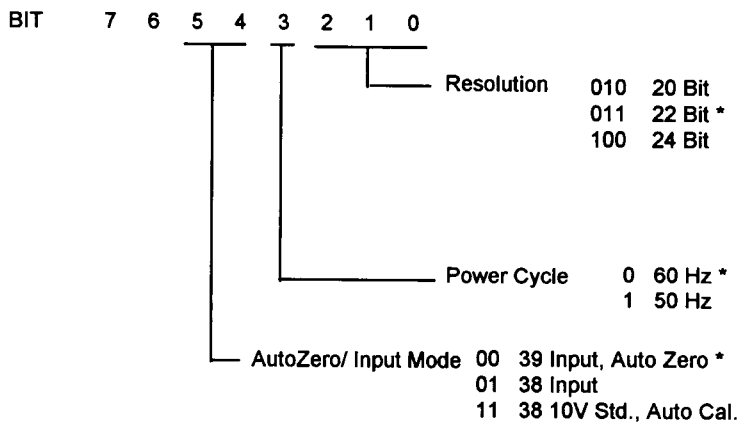 BIT 7 6 5 4 3 2 1 0
Resolution 010 20 Bit
011 22 Bit *
100 24 Bit
Power Cycle 0 60 Hz *
1 50 Hz
AutoZero/ Input Mode 00 39 Input, Auto Zero *
01 38 Input
11 38 10V Std., Auto Cal.